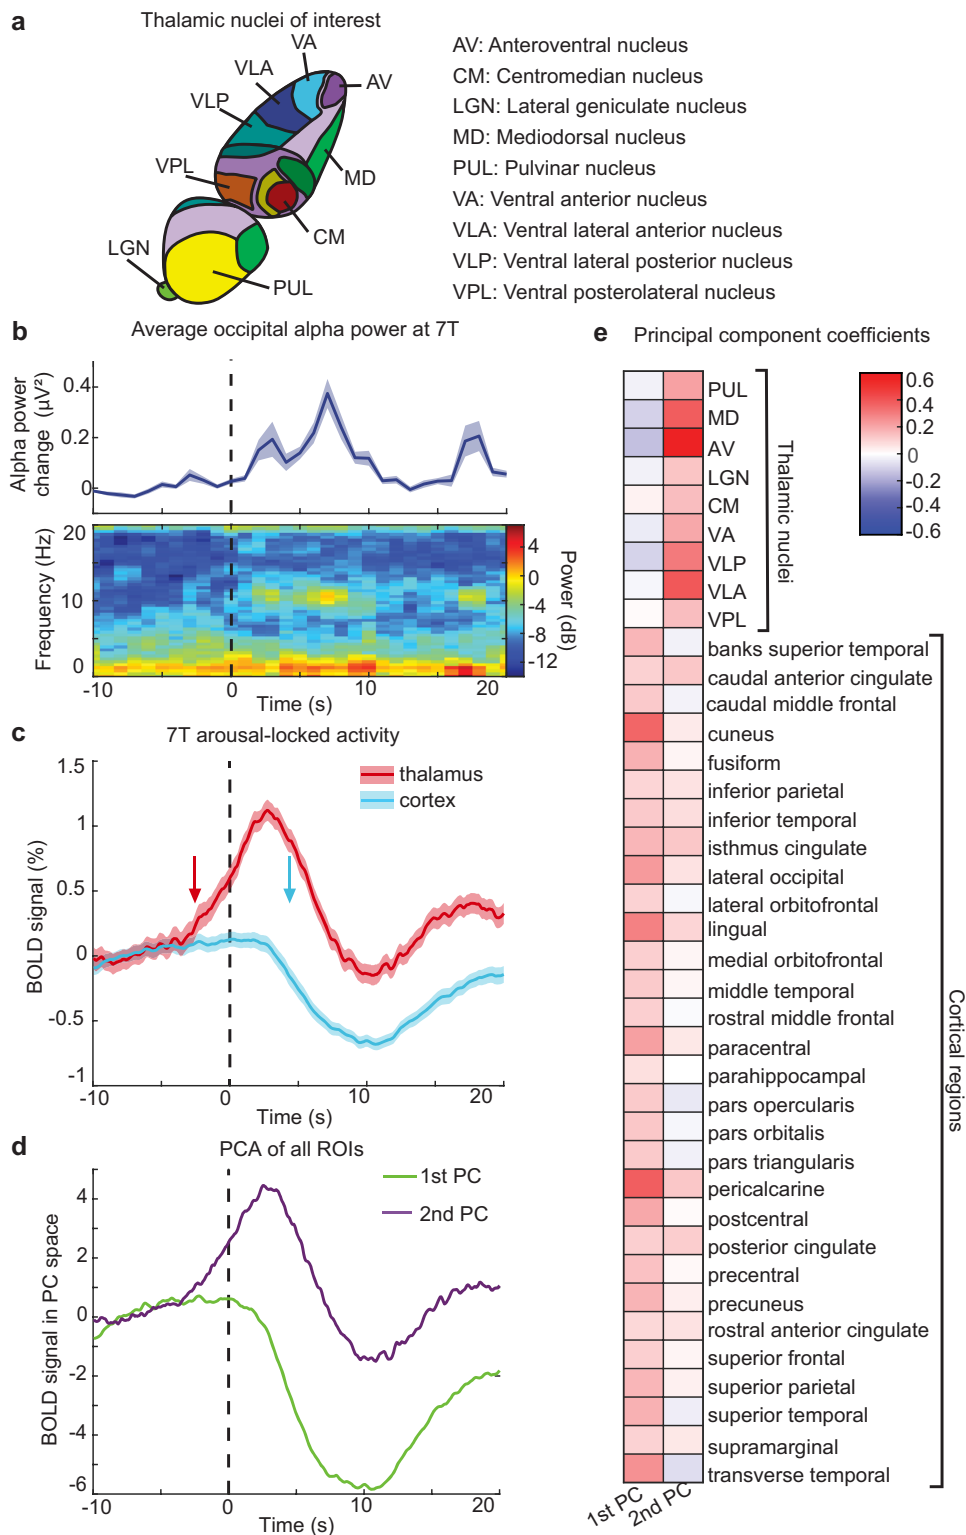 a
Thalamic nuclei of interest
VA
VLA
AV
VLP
VPL
MD
LGN
CM
PUL
AV: Anteroventral nucleus
CM: Centromedian nucleus
LGN: Lateral geniculate nucleus
MD: Mediodorsal nucleus
PUL: Pulvinar nucleus
VA: Ventral anterior nucleus
VLA: Ventral lateral anterior nucleus
VLP: Ventral lateral posterior nucleus
VPL: Ventral posterolateral nucleus
b
Average occipital alpha power at 7T
Alpha power
change (µV²)
0.4
0.2
0
Frequency (Hz)
20
10
0
-10
0
10
20
Time (s)
4
0
-4
-8
-12
Power (dB)
c
7T arousal-locked activity
thalamus
cortex
BOLD signal (%)
1.5
1
0.5
0
-0.5
-1
-10
0
10
20
Time (s)
d
PCA of all ROIs
1st PC
2nd PC
BOLD signal in PC space
4
2
0
-2
-4
-6
-10
0
10
20
Time (s)
e
Principal component coefficients
0.6
0.4
0.2
0
-0.2
-0.4
-0.6
PUL
MD
AV
LGN
CM
VA
VLP
VLA
VPL
Thalamic nuclei
banks superior temporal
caudal anterior cingulate
caudal middle frontal
cuneus
fusiform
inferior parietal
inferior temporal
isthmus cingulate
lateral occipital
lateral orbitofrontal
lingual
medial orbitofrontal
middle temporal
rostral middle frontal
paracentral
parahippocampal
pars opercularis
pars orbitalis
pars triangularis
pericalcarine
postcentral
posterior cingulate
precentral
precuneus
rostral anterior cingulate
superior frontal
superior parietal
superior temporal
supramarginal
transverse temporal
Cortical regions
1st PC
2nd PC